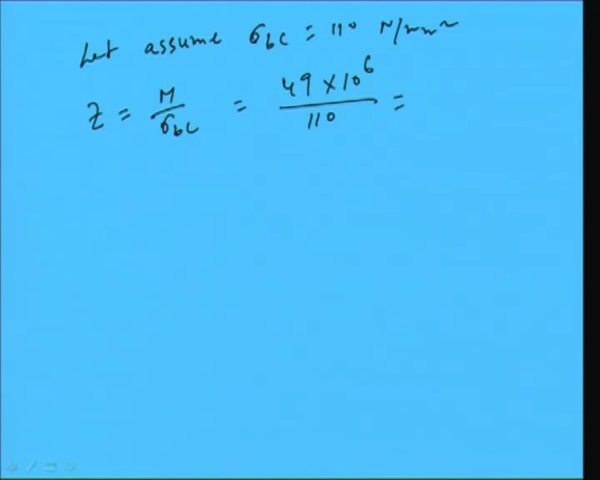 Let assume σbc = 110 N/mm²
Z = M/σbc = 49 × 10⁶/110 =